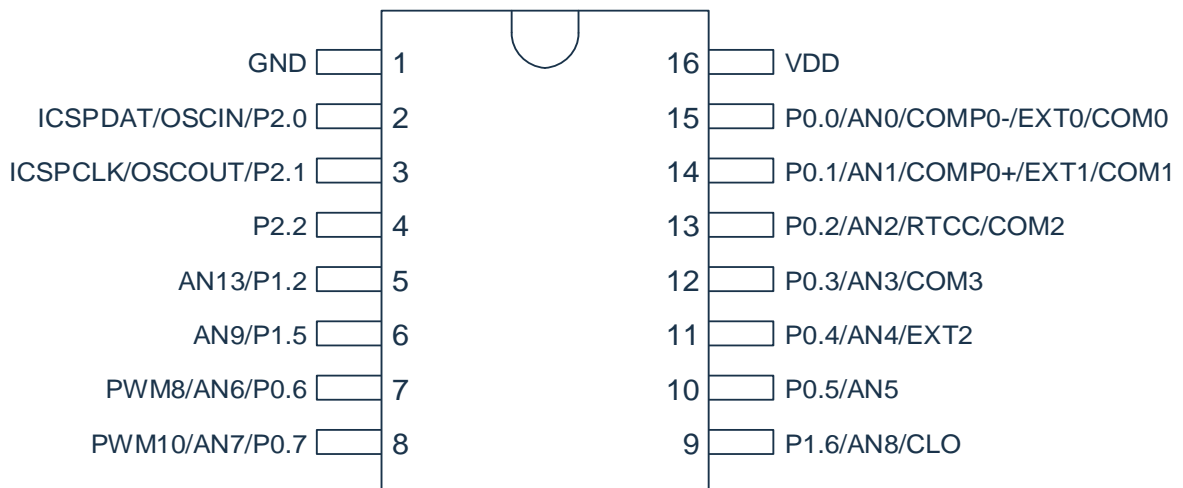 GND 1 16 VDD
ICSPDAT/OSCIN/P2.0 2 15 P0.0/AN0/COMP0-/EXT0/COM0
ICSPCLK/OSCOUT/P2.1 3 14 P0.1/AN1/COMP0+/EXT1/COM1
P2.2 4 13 P0.2/AN2/RTCC/COM2
AN13/P1.2 5 12 P0.3/AN3/COM3
AN9/P1.5 6 11 P0.4/AN4/EXT2
PWM8/AN6/P0.6 7 10 P0.5/AN5
PWM10/AN7/P0.7 8 9 P1.6/AN8/CLO